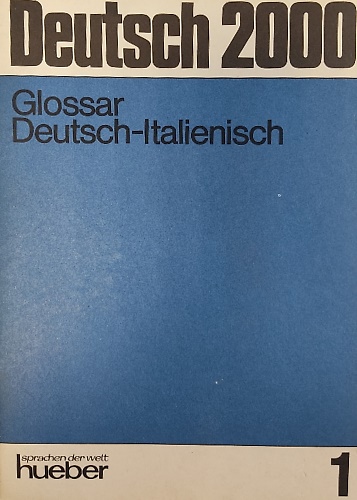 Deutsch 2000
Glossar
Deutsch-Italienisch
sprachen der welt
hueber
1